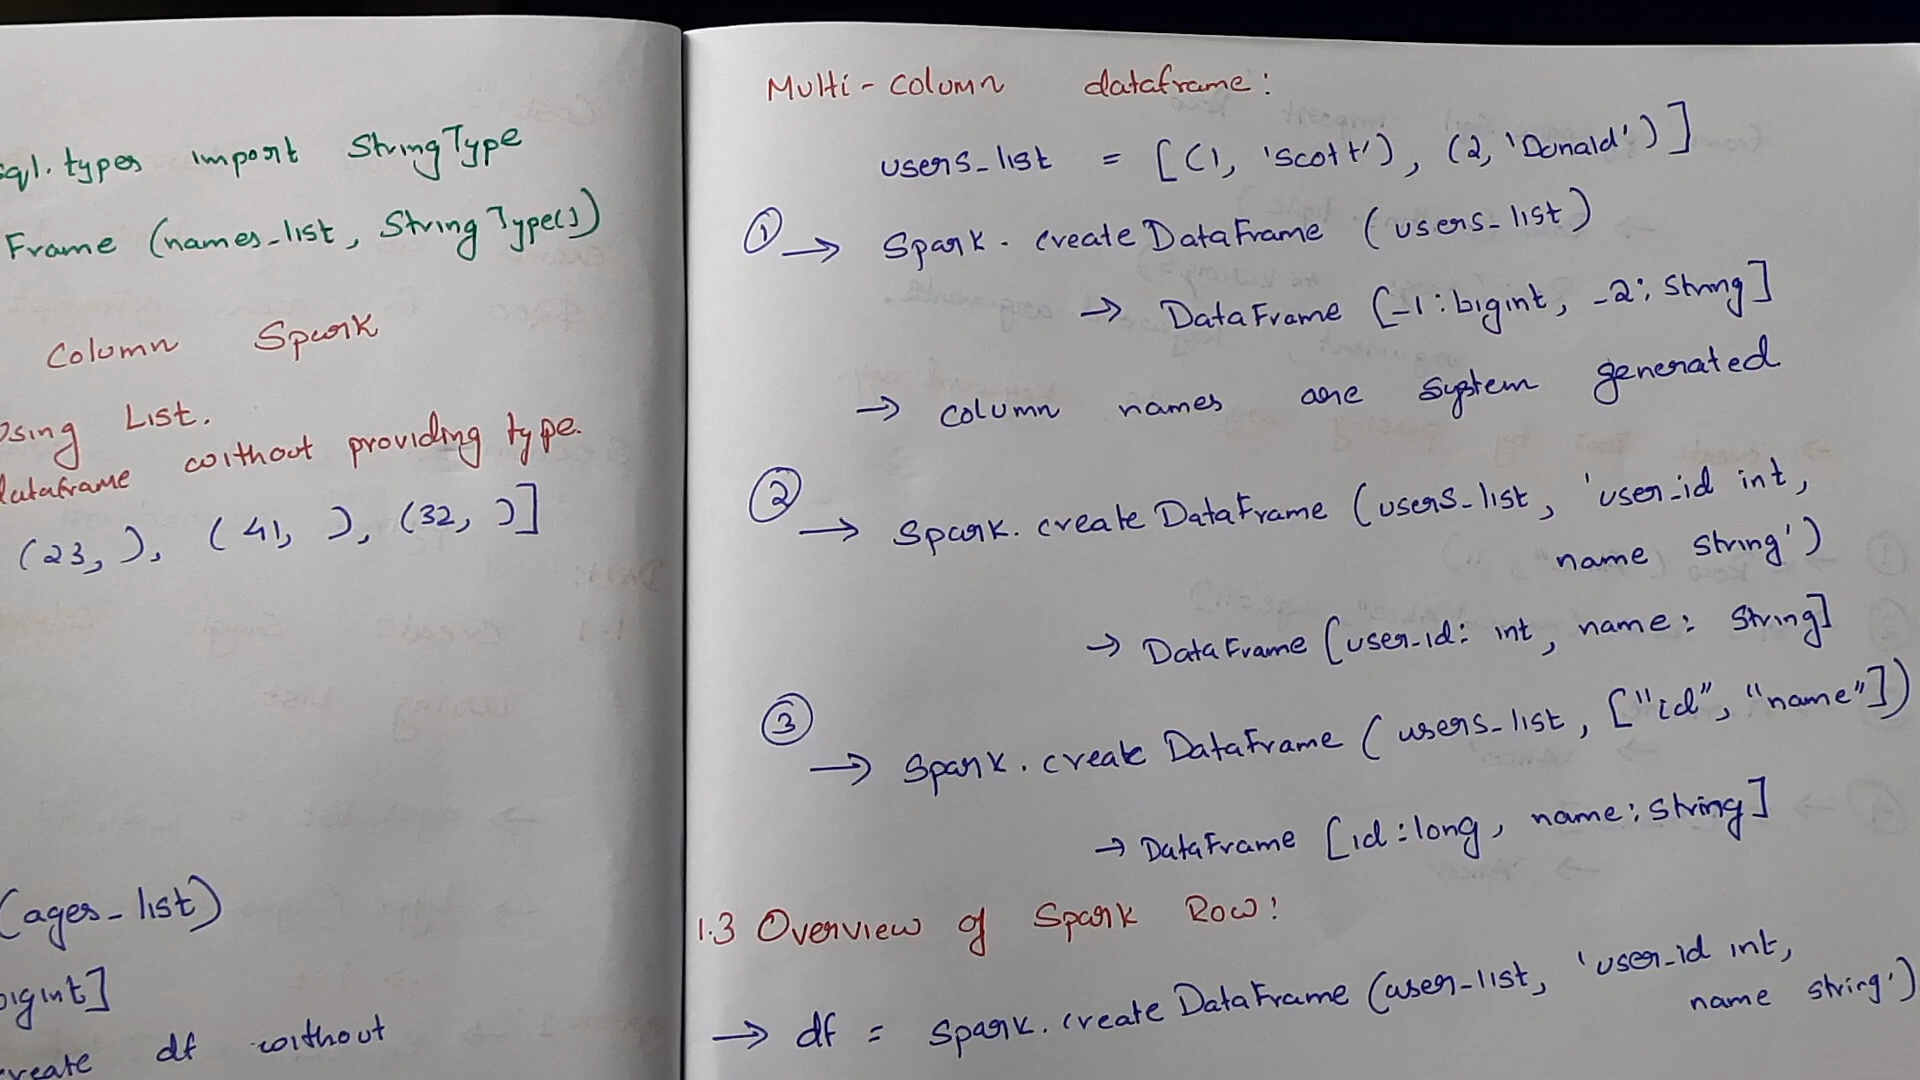 sql.types import StringType
Frame (names_list, StringType())
Column Spark
Using List.
dataframe without providing type.
(23, ), (41, ), (32, )]
(ages_list)
bigint]
create df without
Multi-column dataframe:
users_list = [(1, 'scott'), (2, 'Donald')]
① → Spark.createDataFrame (users_list)
→ DataFrame [_1:bigint, _2: string]
→ column names are system generated
② → Spark.createDataFrame (users_list, 'user_id int,
name string')
→ DataFrame [user_id: int, name: string]
③ → Spark.createDataFrame (users_list, ["id", "name"])
→ DataFrame [id:long, name:string]
1.3 Overview of Spark Row:
→ df = Spark.createDataFrame (user_list, 'user_id int,
name string')